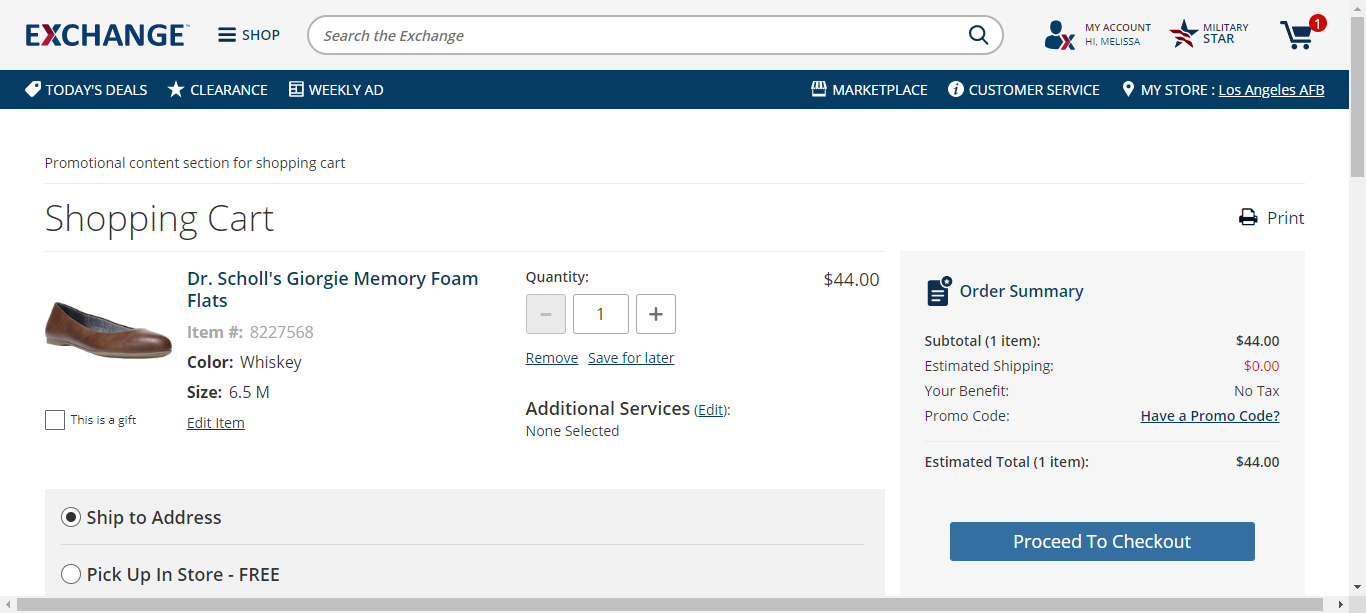 EXCHANGE
SHOP
Search the Exchange
MY ACCOUNT
HI, MELISSA
MILITARY
STAR
1
TODAY'S DEALS
CLEARANCE
WEEKLY AD
MARKETPLACE
CUSTOMER SERVICE
MY STORE : Los Angeles AFB
Promotional content section for shopping cart
Shopping Cart
Print
Dr. Scholl's Giorgie Memory Foam
Flats
Item #: 8227568
Color: Whiskey
Size: 6.5 M
This is a gift
Edit Item
Quantity:
1
Remove Save for later
$44.00
Additional Services (Edit):
None Selected
Order Summary
Subtotal (1 item): $44.00
Estimated Shipping: $0.00
Your Benefit: No Tax
Promo Code: Have a Promo Code?
Estimated Total (1 item): $44.00
Proceed To Checkout
Ship to Address
Pick Up In Store - FREE